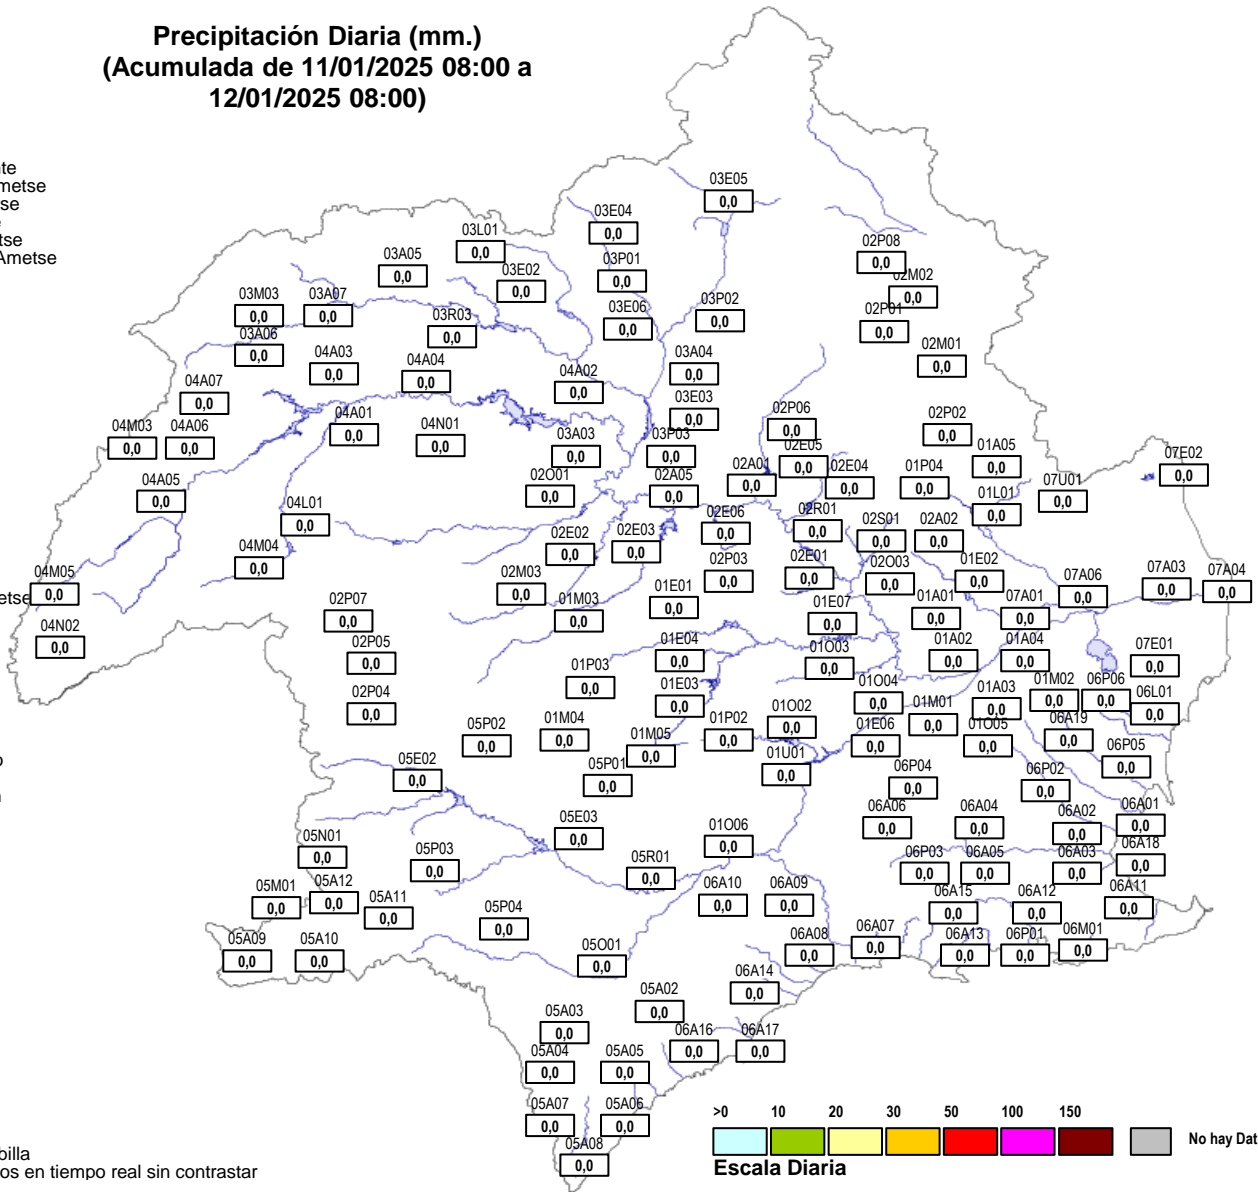 Precipitación Diaria (mm.)
(Acumulada de 11/01/2025 08:00 a
12/01/2025 08:00)
03E05
0,0
03E04
0,0
03L01
0,0
03A05
0,0
03P01
0,0
03E02
0,0
02P08
0,0
02M02
0,0
03M03
0,0
03A07
0,0
03R03
0,0
03E06
0,0
03P02
0,0
02P01
0,0
03A06
0,0
04A03
0,0
04A04
0,0
04A02
0,0
03A04
0,0
02M01
0,0
04A07
0,0
03E03
0,0
04M03
0,0
04A06
0,0
04A01
0,0
04N01
0,0
03A03
0,0
03P03
0,0
02P06
0,0
02E05
0,0
02P02
0,0
01A05
0,0
07E02
0,0
04A05
0,0
02O01
0,0
02A05
0,0
02A01
0,0
02E04
0,0
01P04
0,0
01L01
0,0
07U01
0,0
04L01
0,0
02E02
0,0
02E03
0,0
02E06
0,0
02R01
0,0
02S01
0,0
02A02
0,0
04M04
0,0
04M05
0,0
02M03
0,0
01M03
0,0
01E01
0,0
02P03
0,0
02E01
0,0
02O03
0,0
01E02
0,0
07A06
0,0
07A03
0,0
07A04
0,0
04N02
0,0
02P07
0,0
01E07
0,0
01A01
0,0
07A01
0,0
02P05
0,0
01E04
0,0
01O03
0,0
01A02
0,0
01A04
0,0
07E01
0,0
02P04
0,0
01P03
0,0
01E03
0,0
01O04
0,0
01M01
0,0
01A03
0,0
01M02
0,0
06P06
0,0
06L01
0,0
05P02
0,0
01M04
0,0
01M05
0,0
01P02
0,0
01O02
0,0
01E06
0,0
01O05
0,0
06A19
0,0
06P05
0,0
05E02
0,0
05P01
0,0
01U01
0,0
06P04
0,0
06P02
0,0
05E03
0,0
01O06
0,0
06A06
0,0
06A04
0,0
06A02
0,0
06A01
0,0
05N01
0,0
05P03
0,0
05R01
0,0
06P03
0,0
06A05
0,0
06A03
0,0
06A18
0,0
05M01
0,0
05A12
0,0
05A11
0,0
05P04
0,0
06A10
0,0
06A09
0,0
06A15
0,0
06A12
0,0
06A11
0,0
05A09
0,0
05A10
0,0
05O01
0,0
06A08
0,0
06A07
0,0
06A13
0,0
06P01
0,0
06M01
0,0
05A02
0,0
06A14
0,0
05A03
0,0
06A16
0,0
06A17
0,0
05A04
0,0
05A05
0,0
05A07
0,0
05A06
0,0
05A08
0,0
>0 10 20 30 50 100 150
No hay Dat
Escala Diaria
en tiempo real sin contrastar